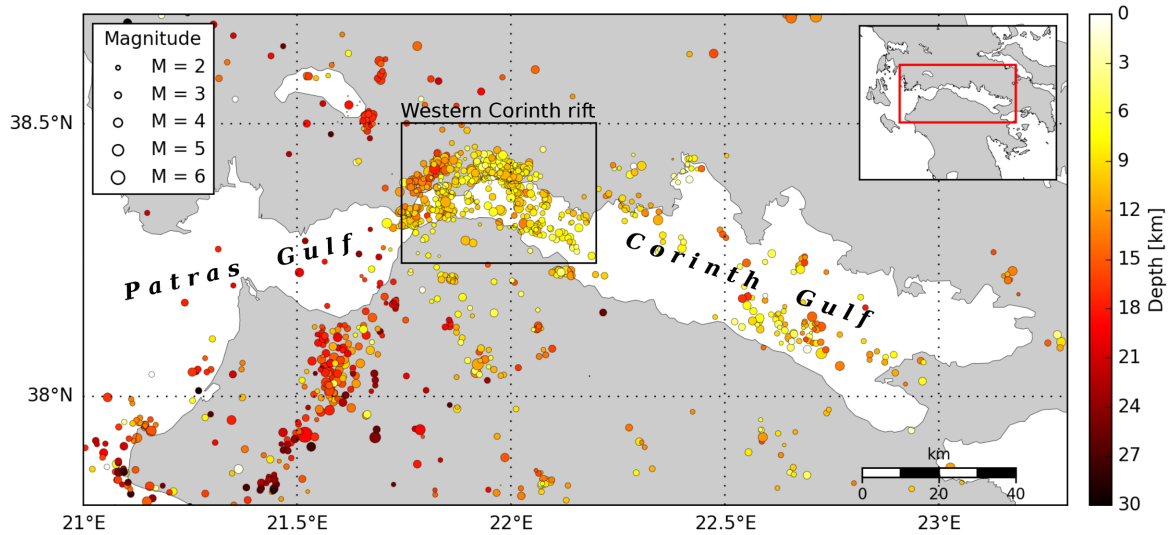 Magnitude
M = 2
M = 3
M = 4
M = 5
M = 6
Western Corinth rift
Patras Gulf
Corinth Gulf
38.5°N
38°N
21°E
21.5°E
22°E
22.5°E
23°E
km
0
20
40
0
3
6
9
12
15
18
21
24
27
30
Depth [km]